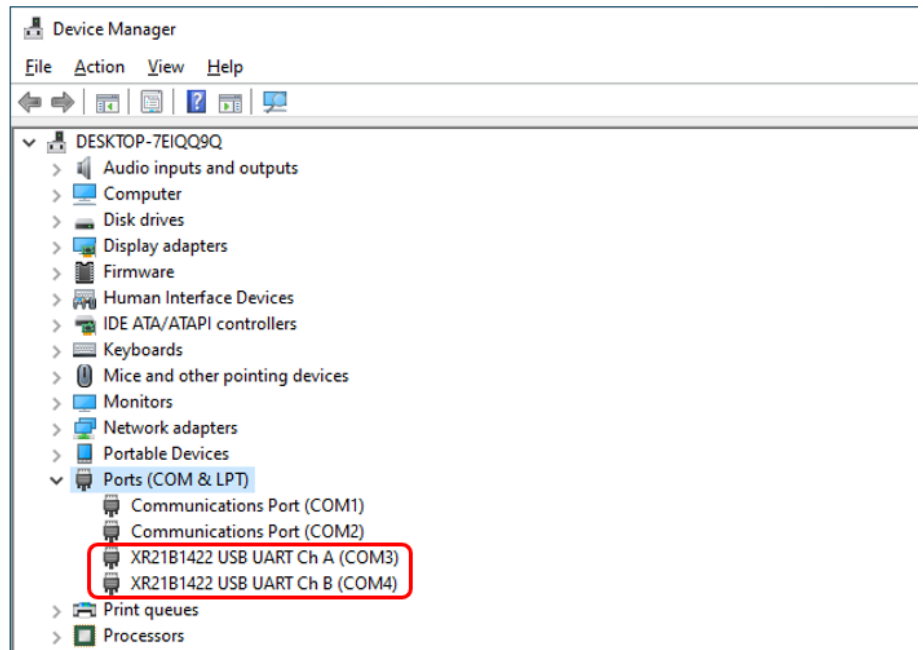 Device Manager
File Action View Help
DESKTOP-7EIQQ9Q
Audio inputs and outputs
Computer
Disk drives
Display adapters
Firmware
Human Interface Devices
IDE ATA/ATAPI controllers
Keyboards
Mice and other pointing devices
Monitors
Network adapters
Portable Devices
Ports (COM & LPT)
Communications Port (COM1)
Communications Port (COM2)
XR21B1422 USB UART Ch A (COM3)
XR21B1422 USB UART Ch B (COM4)
Print queues
Processors